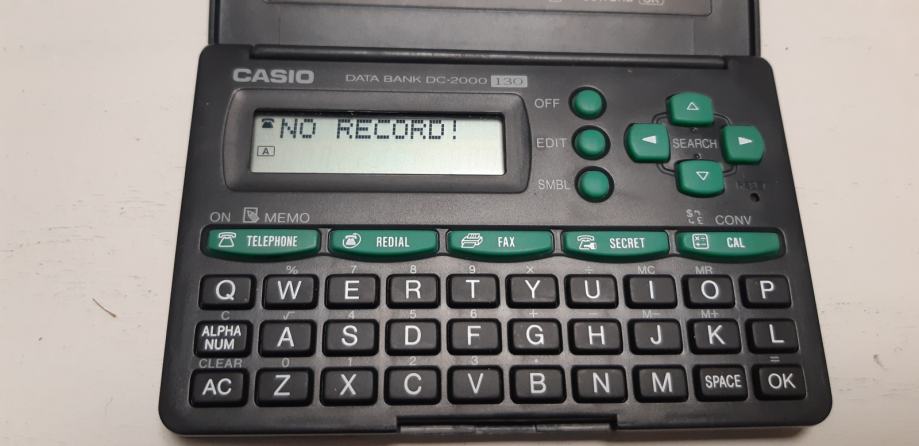 CASIO DATA BANK DC-2000 130
OFF
NO RECORD!
A
EDIT
SEARCH
SMBL
ON MEMO CONV
TELEPHONE REDIAL FAX SECRET CAL
% 7 8 9 × ÷ MC MR
Q W E R T Y U I O P
C √ 4 5 6 + − M− M+
ALPHA NUM A S D F G H J K L
CLEAR 0 1 2 3 • =
AC Z X C V B N M SPACE OK